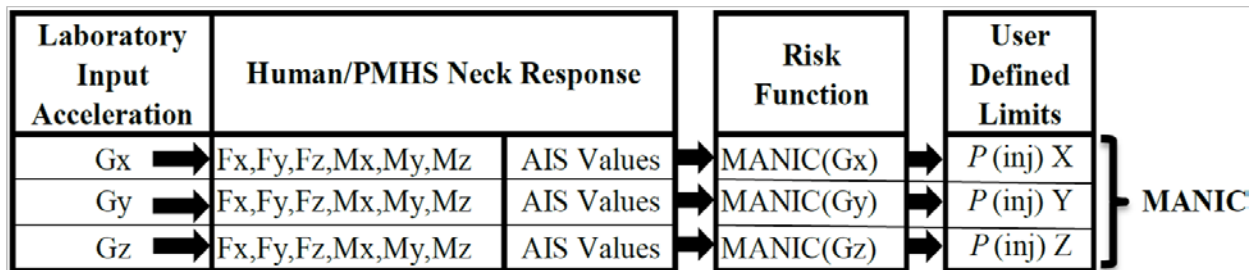 Laboratory Input Acceleration Human/PMHS Neck Response Risk Function User Defined Limits
Gx Fx,Fy,Fz,Mx,My,Mz AIS Values MANIC(Gx) P (inj) X
Gy Fx,Fy,Fz,Mx,My,Mz AIS Values MANIC(Gy) P (inj) Y
Gz Fx,Fy,Fz,Mx,My,Mz AIS Values MANIC(Gz) P (inj) Z
MANIC